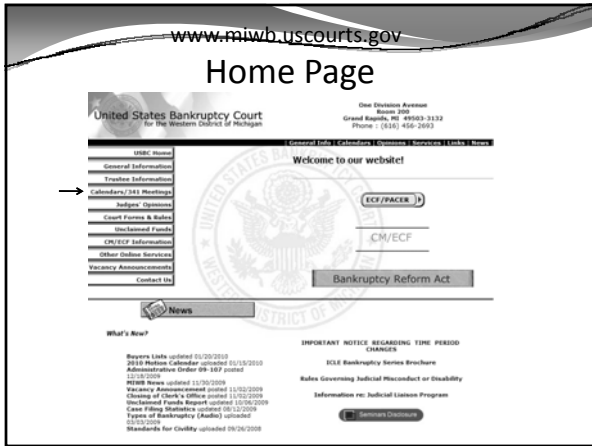 www.miwb.uscourts.gov
Home Page
United States Bankruptcy Court
for the Western District of Michigan
One Division Avenue
Room 200
Grand Rapids, MI 49503-3132
Phone : (616) 456-2693
General Info | Calendars | Opinions | Services | Links | News
USBC Home
General Information
Trustee Information
Calendars/341 Meetings
Judges' Opinions
Court Forms & Rules
Unclaimed Funds
CM/ECF Information
Other Online Services
Vacancy Announcements
Contact Us
Welcome to our website!
ECF/PACER
CM/ECF
Bankruptcy Reform Act
UNITED STATES BANKRUPTCY COURT
WESTERN DISTRICT OF MICHIGAN
News
What's New?
Buyers Lists updated 01/20/2010
2010 Motion Calendar uploaded 01/15/2010
Administrative Order 09-107 posted
12/18/2009
MIWB News updated 11/30/2009
Vacancy Announcement posted 11/02/2009
Closing of Clerk's Office posted 11/02/2009
Unclaimed Funds Report updated 10/06/2009
Case Filing Statistics updated 08/12/2009
Types of Bankruptcy (Audio) uploaded
03/03/2009
Standards for Civility uploaded 09/26/2008
IMPORTANT NOTICE REGARDING TIME PERIOD
CHANGES
ICLE Bankruptcy Series Brochure
Rules Governing Judicial Misconduct or Disability
Information re: Judicial Liaison Program
Seminars Disclosure